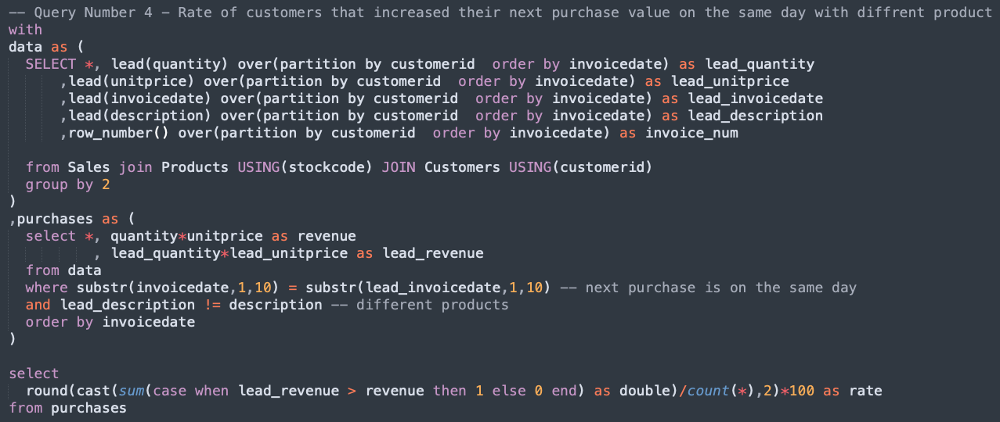 -- Query Number 4 - Rate of customers that increased their next purchase value on the same day with diffrent product
with
data as (
  SELECT *, lead(quantity) over(partition by customerid  order by invoicedate) as lead_quantity
      ,lead(unitprice) over(partition by customerid  order by invoicedate) as lead_unitprice
      ,lead(invoicedate) over(partition by customerid  order by invoicedate) as lead_invoicedate
      ,lead(description) over(partition by customerid  order by invoicedate) as lead_description
      ,row_number() over(partition by customerid  order by invoicedate) as invoice_num
  from Sales join Products USING(stockcode) JOIN Customers USING(customerid)
  group by 2
)
,purchases as (
  select *, quantity*unitprice as revenue
          , lead_quantity*lead_unitprice as lead_revenue
  from data
  where substr(invoicedate,1,10) = substr(lead_invoicedate,1,10) -- next purchase is on the same day
  and lead_description != description -- different products
  order by invoicedate
)
select
  round(cast(sum(case when lead_revenue > revenue then 1 else 0 end) as double)/count(*),2)*100 as rate
from purchases